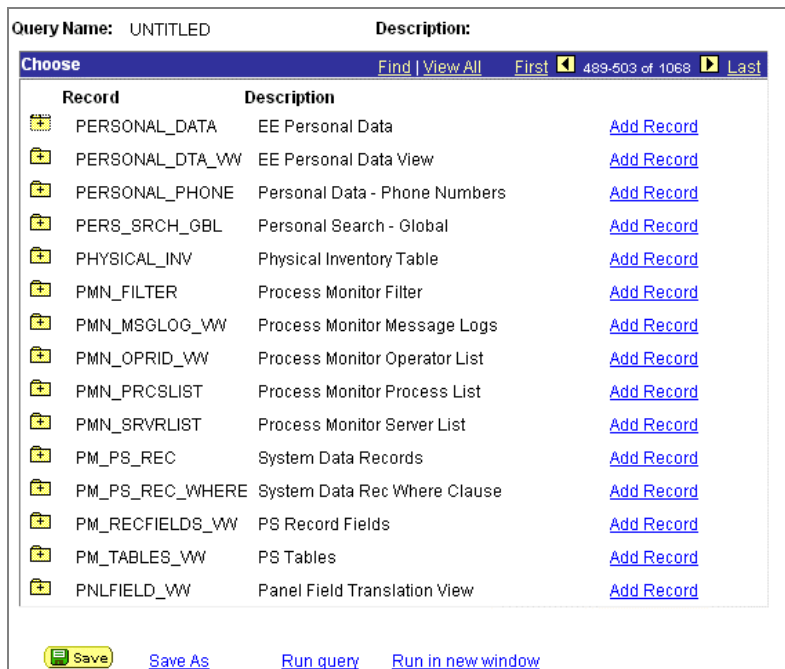 Query Name: UNTITLED Description:
Choose Find | View All First 489-503 of 1068 Last
Record Description
PERSONAL_DATA EE Personal Data Add Record
PERSONAL_DTA_VW EE Personal Data View Add Record
PERSONAL_PHONE Personal Data - Phone Numbers Add Record
PERS_SRCH_GBL Personal Search - Global Add Record
PHYSICAL_INV Physical Inventory Table Add Record
PMN_FILTER Process Monitor Filter Add Record
PMN_MSGLOG_VW Process Monitor Message Logs Add Record
PMN_OPRID_VW Process Monitor Operator List Add Record
PMN_PRCSLIST Process Monitor Process List Add Record
PMN_SRVRLIST Process Monitor Server List Add Record
PM_PS_REC System Data Records Add Record
PM_PS_REC_WHERE System Data Rec Where Clause Add Record
PM_RECFIELDS_VW PS Record Fields Add Record
PM_TABLES_VW PS Tables Add Record
PNLFIELD_VW Panel Field Translation View Add Record
Save Save As Run query Run in new window